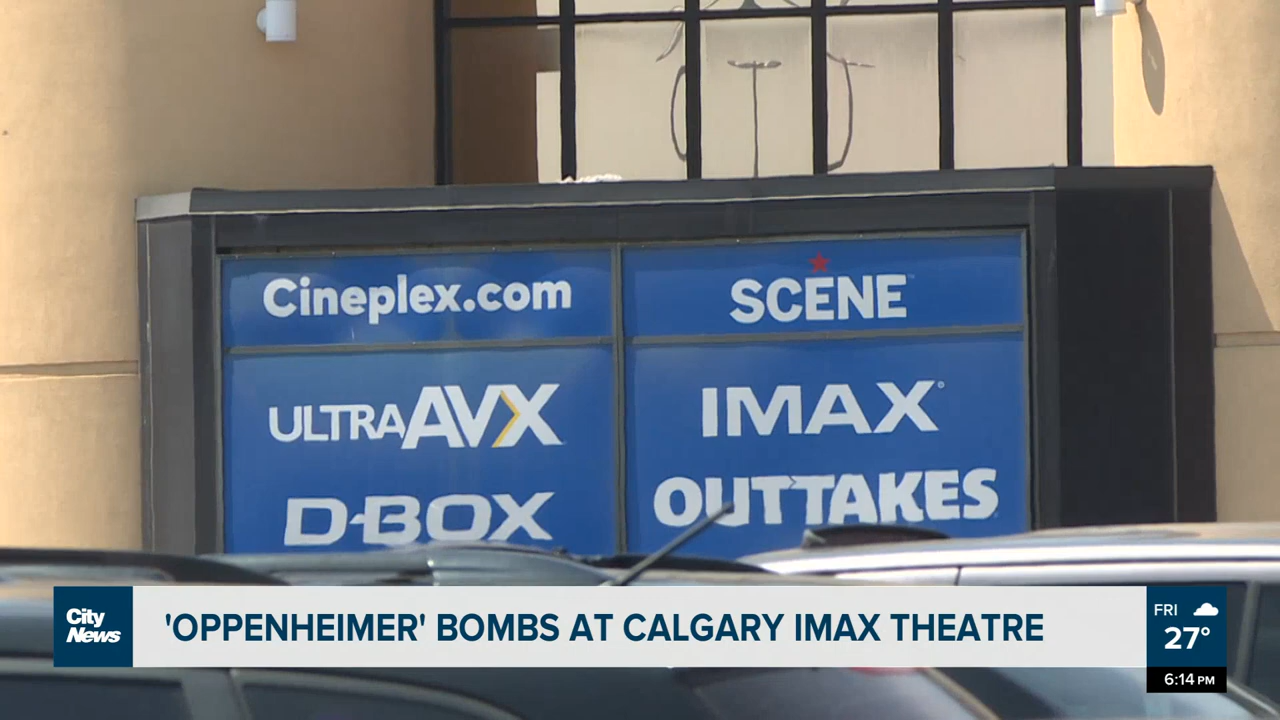 Cineplex.com
SCENE™
ULTRAAVX
IMAX®
D-BOX
OUTTAKES
City
News
'OPPENHEIMER' BOMBS AT CALGARY IMAX THEATRE
FRI
27°
6:14 PM